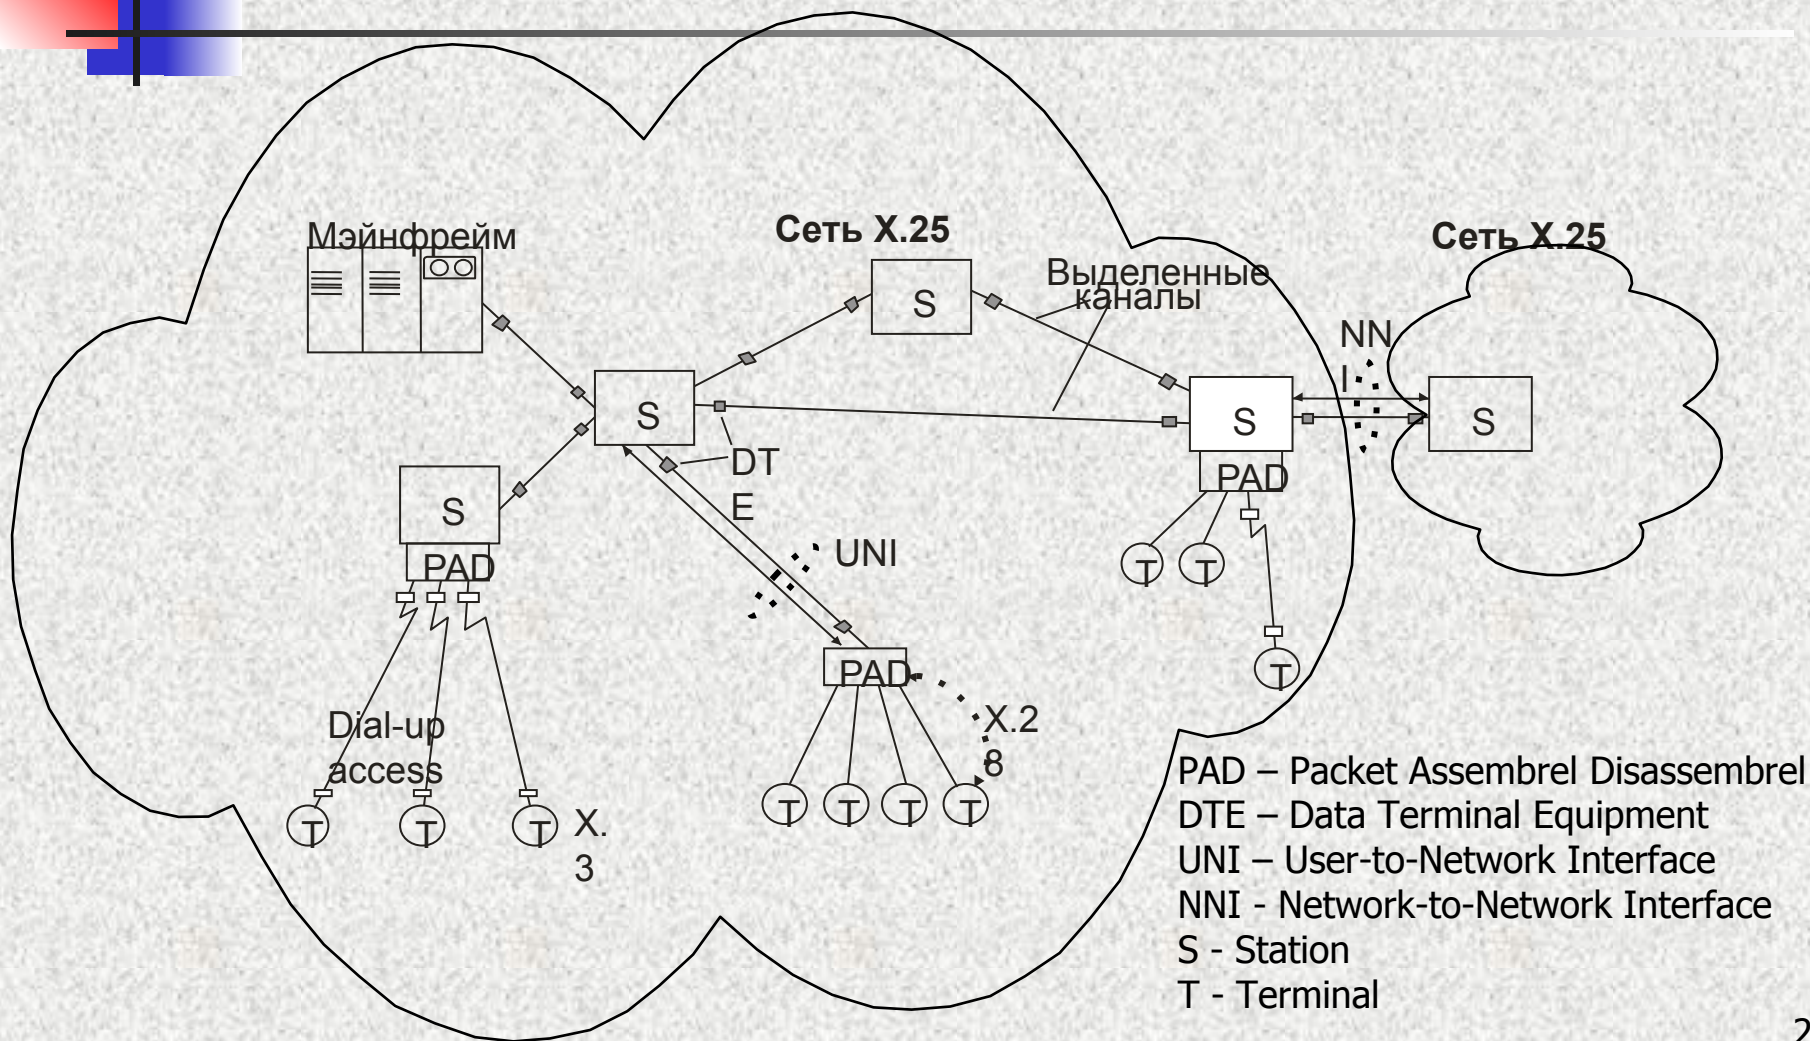 Мэйнфрейм
Сеть X.25
Сеть X.25
Выделенные
каналы
S
NN
I
S
S
S
DT
E
PAD
S
PAD
UNI
T
T
PAD
T
X.2
8
Dial-up
access
T
T
T
T
T
T
T
X.
3
PAD – Packet Assembrel Disassembrel
DTE – Data Terminal Equipment
UNI – User-to-Network Interface
NNI - Network-to-Network Interface
S - Station
T - Terminal
2